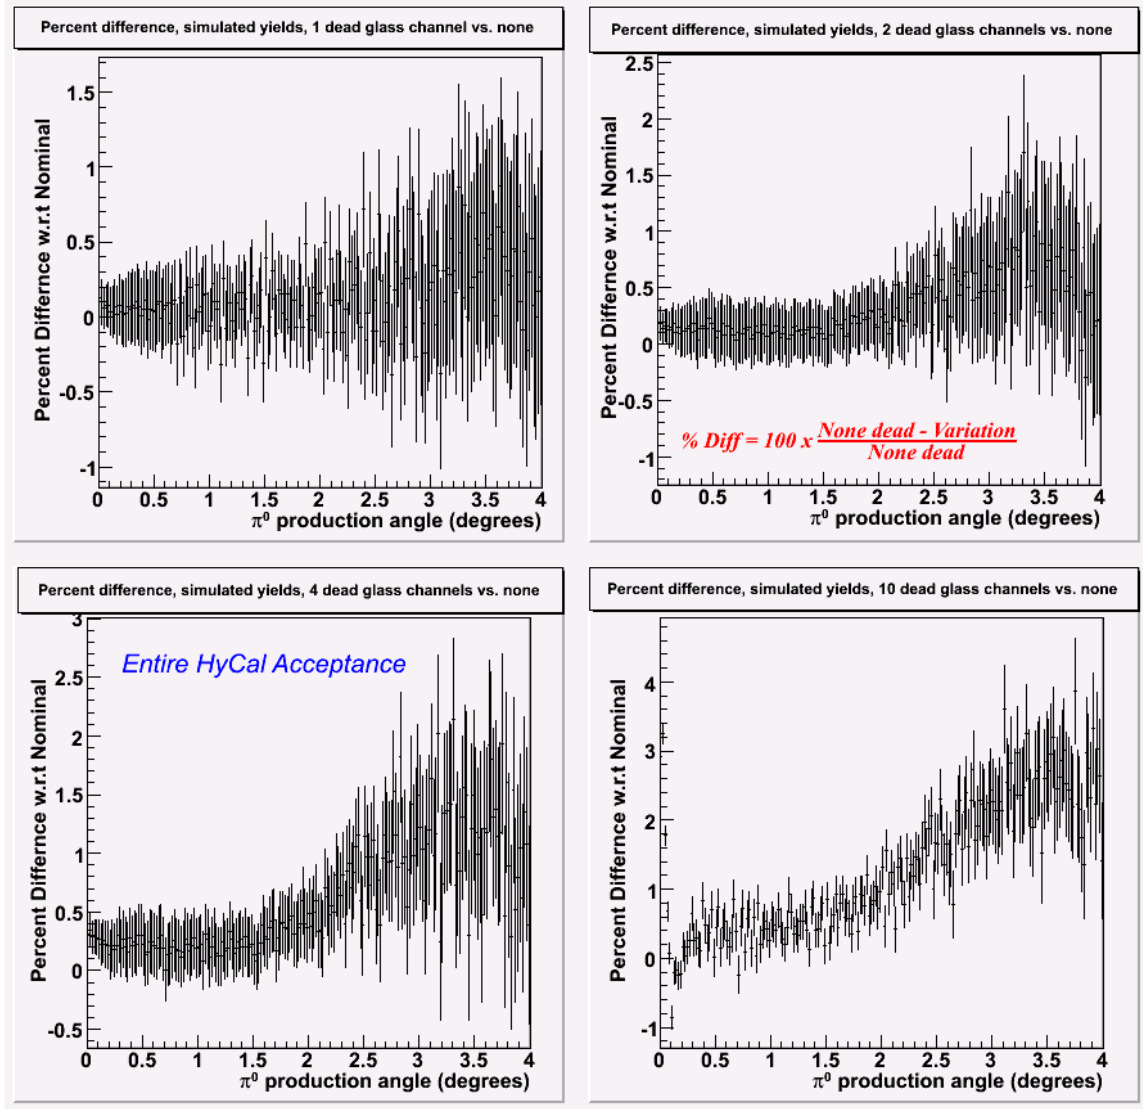 Percent difference, simulated yields, 1 dead glass channel vs. none
Percent Differnce w.r.t Nominal
1.5
1
0.5
0
-0.5
-1
0 0.5 1 1.5 2 2.5 3 3.5 4
π⁰ production angle (degrees)
Percent difference, simulated yields, 2 dead glass channels vs. none
Percent Differnce w.r.t Nominal
2.5
2
1.5
1
0.5
0
-0.5
-1
% Diff = 100 x None dead - Variation
None dead
0 0.5 1 1.5 2 2.5 3 3.5 4
π⁰ production angle (degrees)
Percent difference, simulated yields, 4 dead glass channels vs. none
Entire HyCal Acceptance
Percent Differnce w.r.t Nominal
3
2.5
2
1.5
1
0.5
0
-0.5
0 0.5 1 1.5 2 2.5 3 3.5 4
π⁰ production angle (degrees)
Percent difference, simulated yields, 10 dead glass channels vs. none
Percent Differnce w.r.t Nominal
4
3
2
1
0
-1
0 0.5 1 1.5 2 2.5 3 3.5 4
π⁰ production angle (degrees)